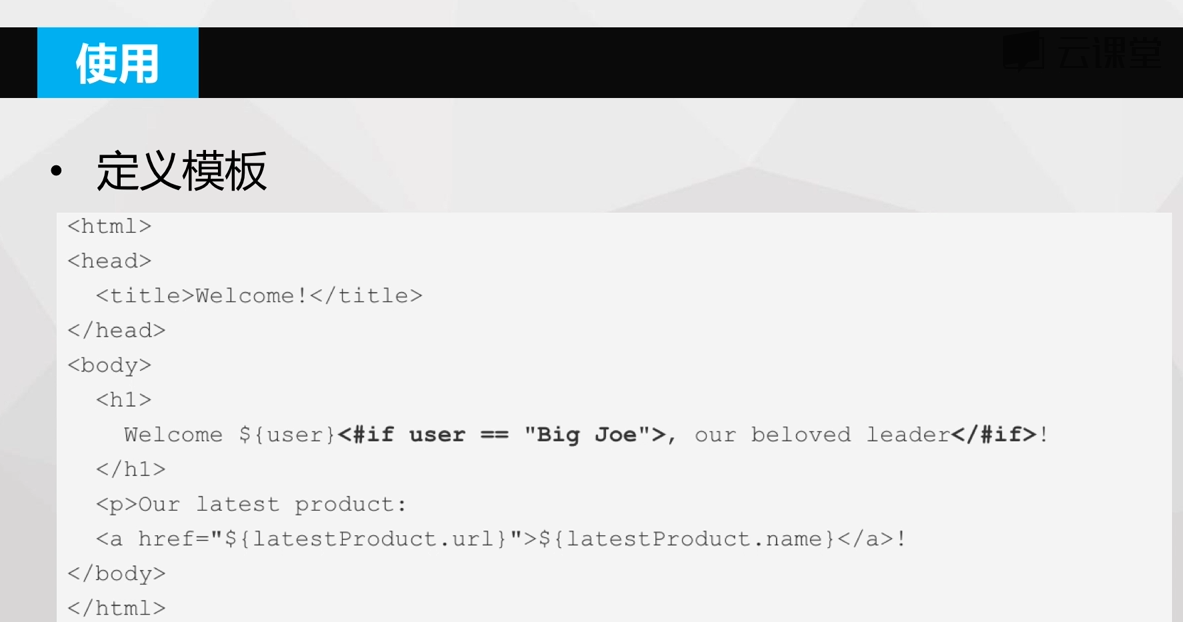 使用
云课堂
• 定义模板
<html>
<head>
  <title>Welcome!</title>
</head>
<body>
  <h1>
    Welcome ${user}<#if user == "Big Joe">, our beloved leader</#if>!
  </h1>
  <p>Our latest product:
  <a href="${latestProduct.url}">${latestProduct.name}</a>!
</body>
</html>